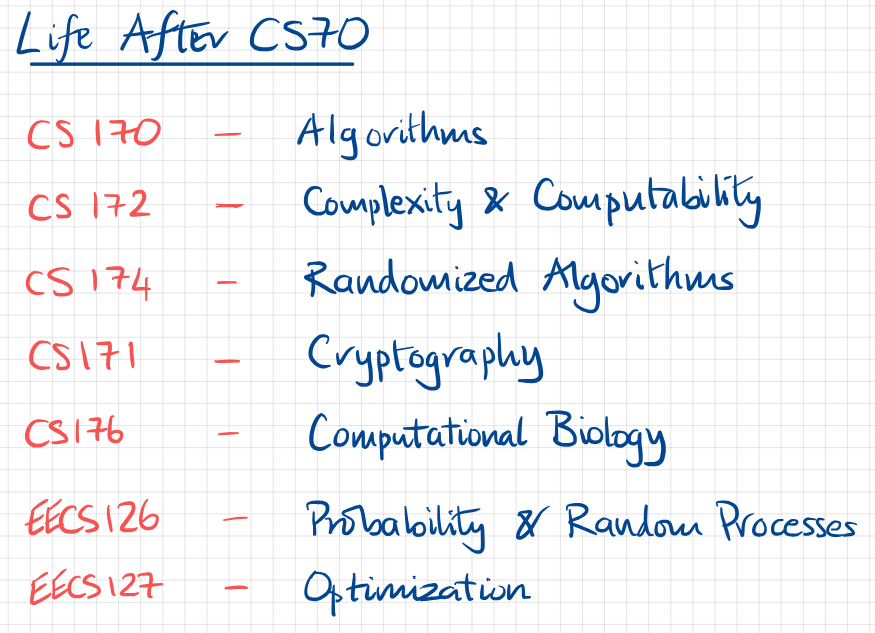 Life After CS70
CS 170 - Algorithms
CS 172 - Complexity & Computability
CS 174 - Randomized Algorithms
CS171 - Cryptography
CS176 - Computational Biology
EECS126 - Probability & Random Processes
EECS127 - Optimization